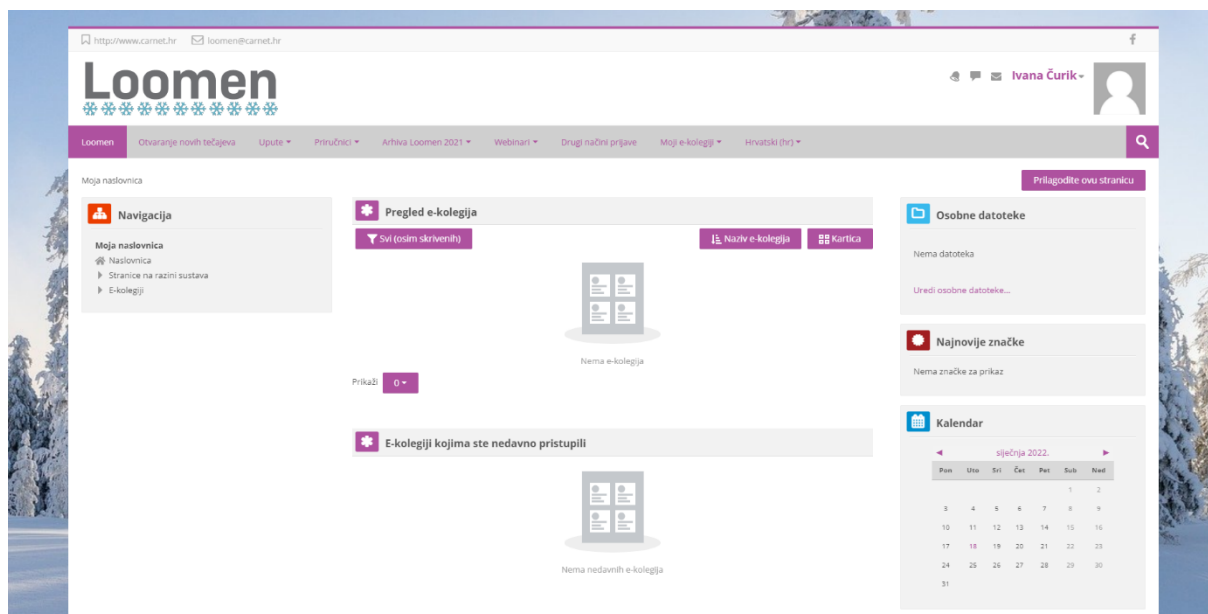 http://www.carnet.hr loomen@carnet.hr
Loomen
Ivana Čurik
Loomen Otvaranje novih tečajeva Upute Priručnici Arhiva Loomen 2021 Webinari Drugi načini prijave Moji e-kolegiji Hrvatski (hr)
Moja naslovnica
Prilagodite ovu stranicu
Navigacija
Moja naslovnica
Naslovnica
Stranice na razini sustava
E-kolegiji
Pregled e-kolegija
Svi (osim skrivenih) Naziv e-kolegija Kartica
Nema e-kolegija
Prikaži 0
E-kolegiji kojima ste nedavno pristupili
Nema nedavnih e-kolegija
Osobne datoteke
Nema datoteka
Uredi osobne datoteke...
Najnovije značke
Nema značke za prikaz
Kalendar
◄ siječnja 2022. ►
Pon Uto Sri Čet Pet Sub Ned
1 2
3 4 5 6 7 8 9
10 11 12 13 14 15 16
17 18 19 20 21 22 23
24 25 26 27 28 29 30
31